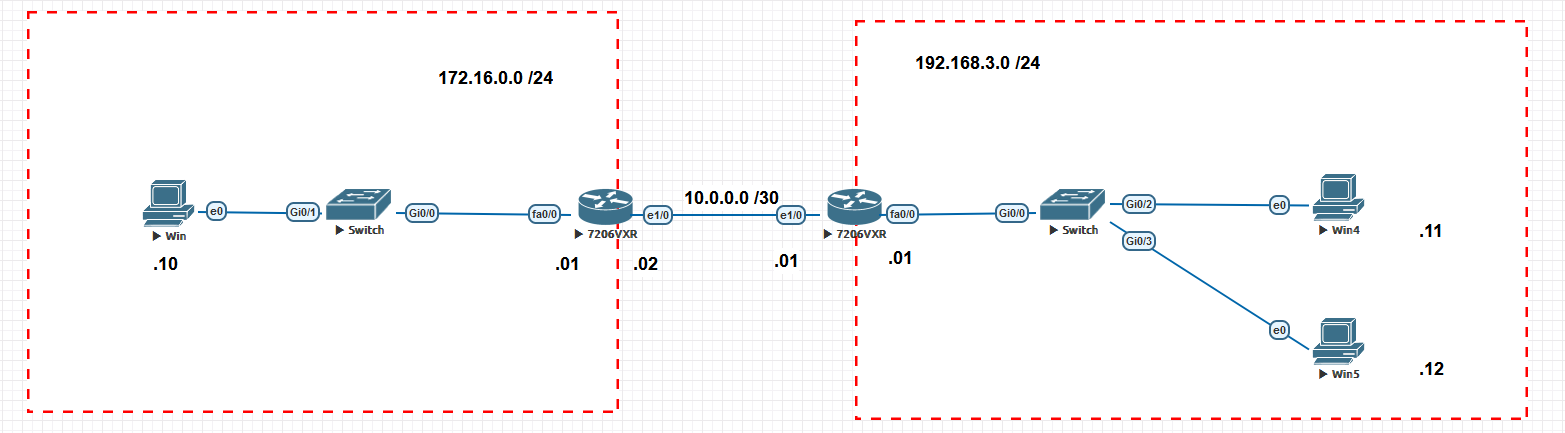 172.16.0.0 /24
192.168.3.0 /24
10.0.0.0 /30
e0
Gi0/1
Gi0/0
fa0/0
e1/0
e1/0
fa0/0
Gi0/0
Gi0/2
e0
Gi0/3
e0
Win
Switch
7206VXR
7206VXR
Switch
Win4
Win5
.10
.01
.02
.01
.01
.11
.12